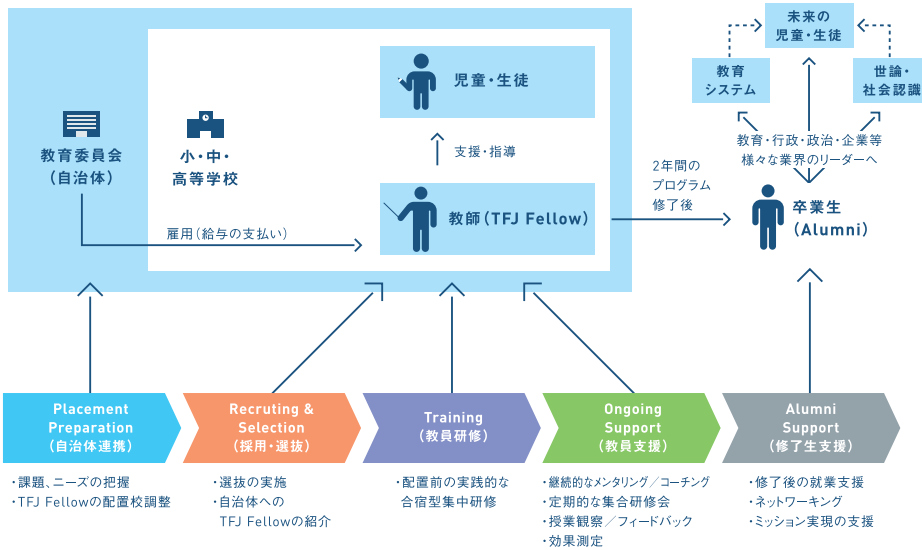 未来の
児童・生徒
教育
システム
世論・
社会認識
教育・行政・政治・企業等
様々な業界のリーダーへ
児童・生徒
支援・指導
教育委員会
（自治体）
小・中・
高等学校
教師（TFJ Fellow）
雇用（給与の支払い）
2年間の
プログラム
修了後
卒業生
（Alumni）
Placement
Preparation
（自治体連携）
・課題、ニーズの把握
・TFJ Fellowの配置校調整
Recruting &
Selection
（採用・選抜）
・選抜の実施
・自治体への
TFJ Fellowの紹介
Training
（教員研修）
・配置前の実践的な
合宿型集中研修
Ongoing
Support
（教員支援）
・継続的なメンタリング／コーチング
・定期的な集合研修会
・授業観察／フィードバック
・効果測定
Alumni
Support
（修了生支援）
・修了後の就業支援
・ネットワーキング
・ミッション実現の支援